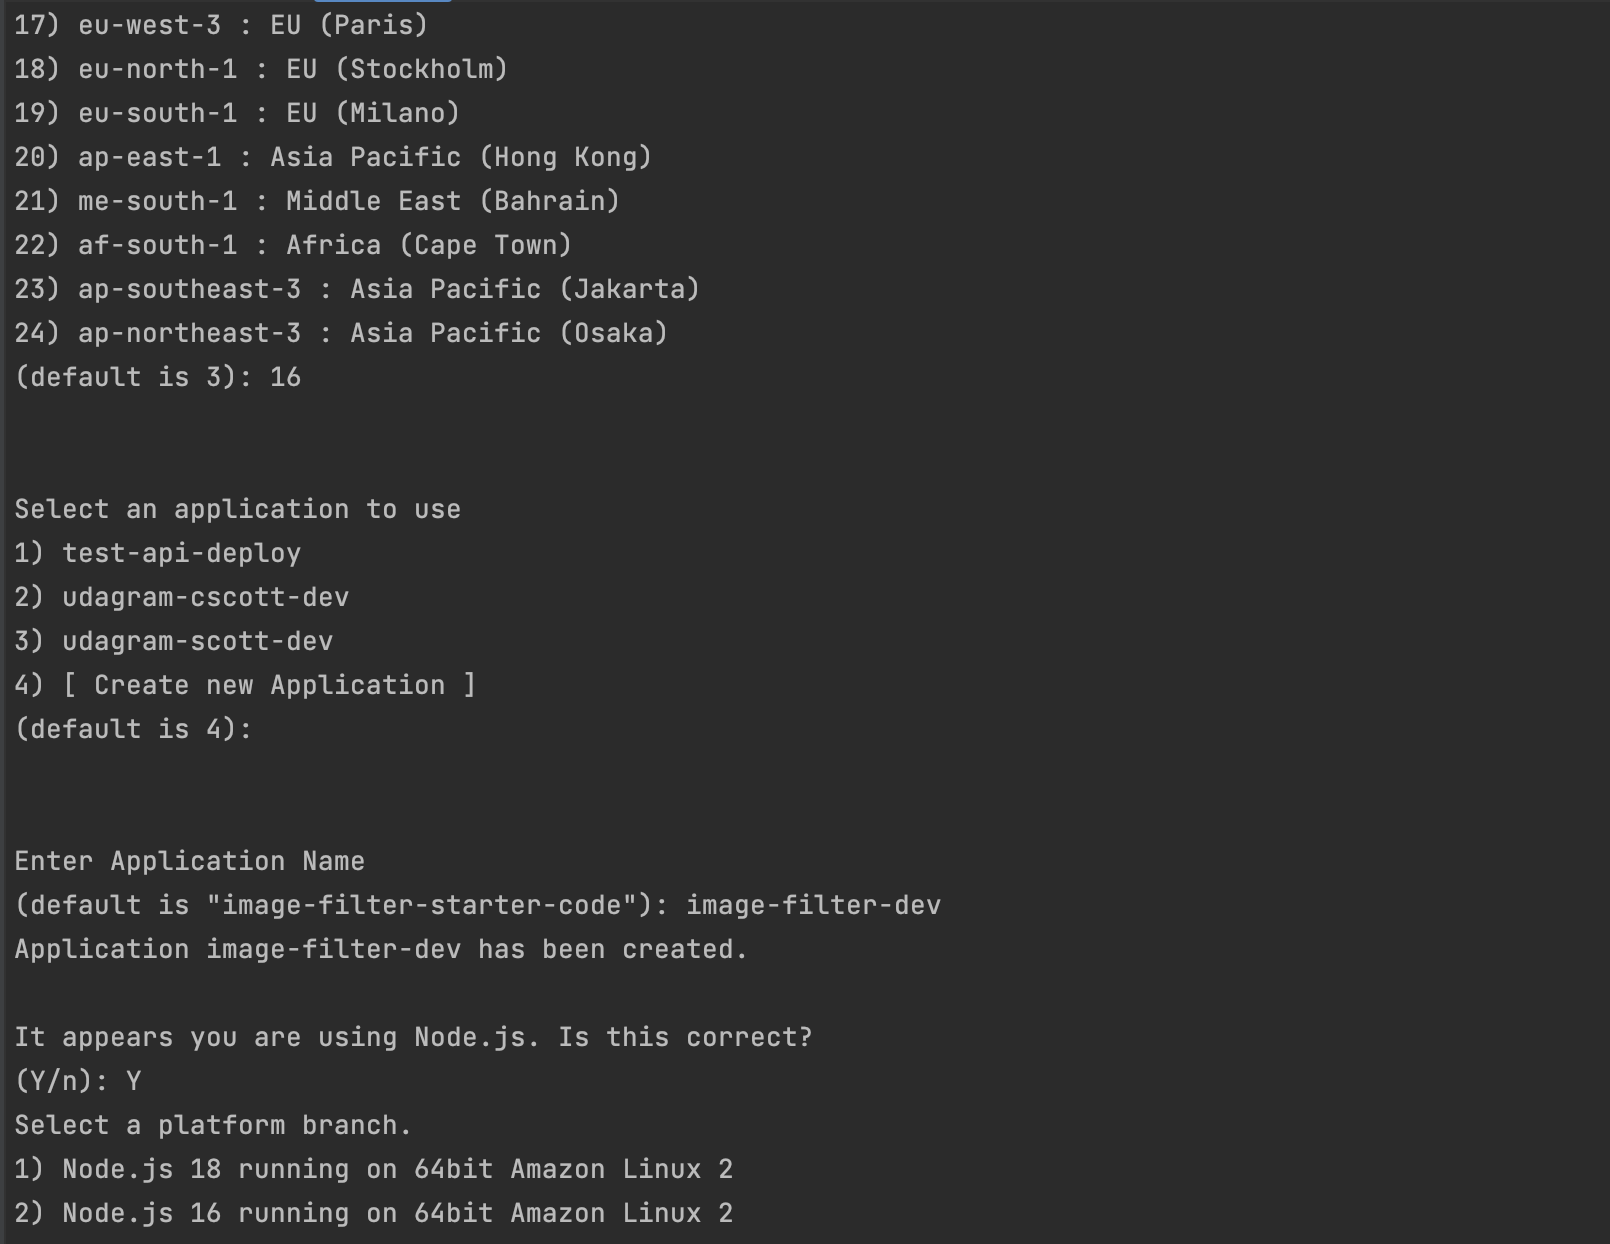 17) eu-west-3 : EU (Paris)
18) eu-north-1 : EU (Stockholm)
19) eu-south-1 : EU (Milano)
20) ap-east-1 : Asia Pacific (Hong Kong)
21) me-south-1 : Middle East (Bahrain)
22) af-south-1 : Africa (Cape Town)
23) ap-southeast-3 : Asia Pacific (Jakarta)
24) ap-northeast-3 : Asia Pacific (Osaka)
(default is 3): 16
Select an application to use
1) test-api-deploy
2) udagram-cscott-dev
3) udagram-scott-dev
4) [ Create new Application ]
(default is 4):
Enter Application Name
(default is "image-filter-starter-code"): image-filter-dev
Application image-filter-dev has been created.
It appears you are using Node.js. Is this correct?
(Y/n): Y
Select a platform branch.
1) Node.js 18 running on 64bit Amazon Linux 2
2) Node.js 16 running on 64bit Amazon Linux 2